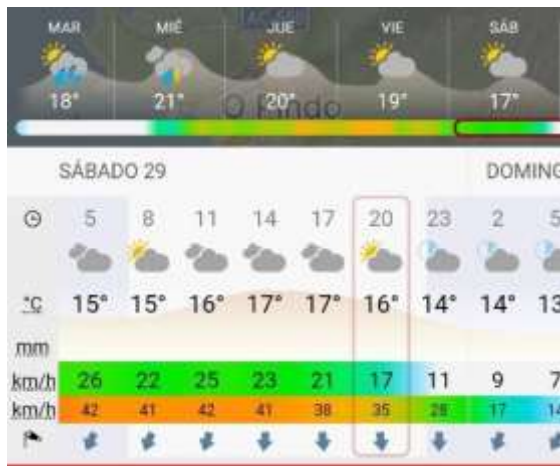 MAR MIÉ JUE VIE SÁB
18° 21° 20° 19° 17°
O Pindo
SÁBADO 29 DOMING
5 8 11 14 17 20 23 2 5
°C 15° 15° 16° 17° 17° 16° 14° 14° 13
mm
km/h 26 22 25 23 21 17 11 9 7
km/h 42 41 42 41 38 35 28 17 14